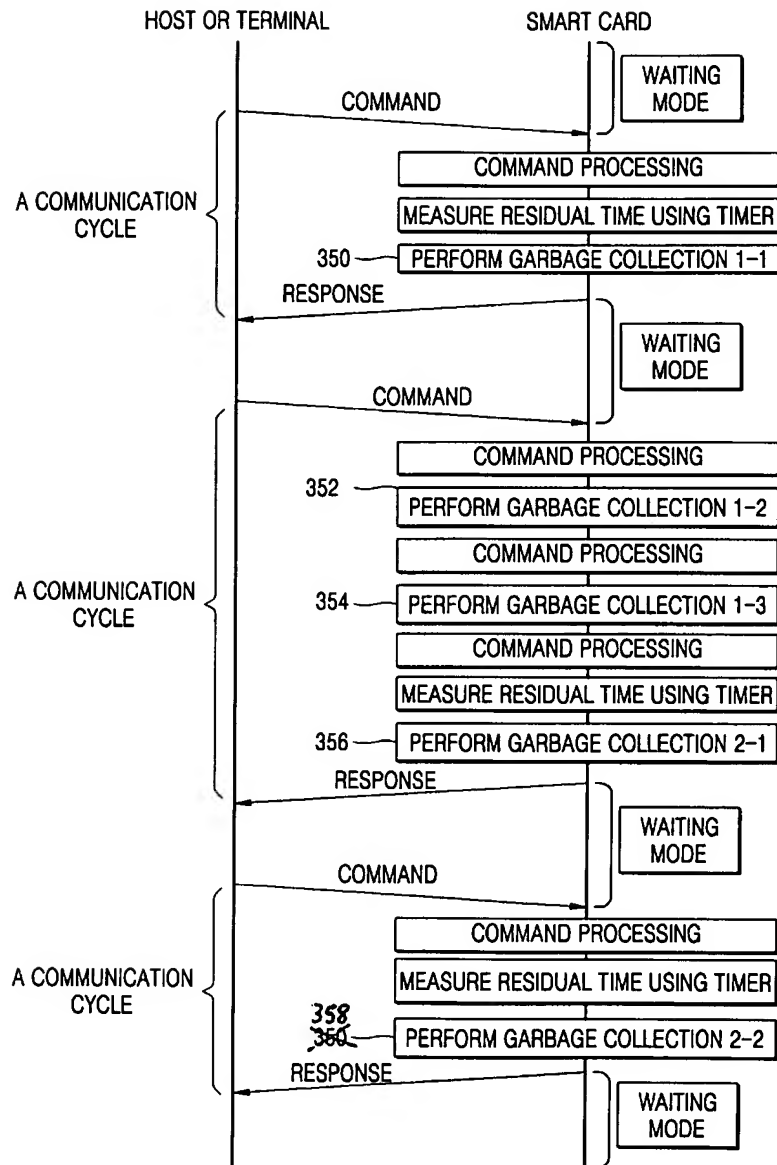 HOST OR TERMINAL
SMART CARD
WAITING
MODE
COMMAND
COMMAND PROCESSING
A COMMUNICATION
CYCLE
MEASURE RESIDUAL TIME USING TIMER
350
PERFORM GARBAGE COLLECTION 1-1
RESPONSE
WAITING
MODE
COMMAND
COMMAND PROCESSING
352
PERFORM GARBAGE COLLECTION 1-2
COMMAND PROCESSING
A COMMUNICATION
CYCLE
354
PERFORM GARBAGE COLLECTION 1-3
COMMAND PROCESSING
MEASURE RESIDUAL TIME USING TIMER
356
PERFORM GARBAGE COLLECTION 2-1
RESPONSE
WAITING
MODE
COMMAND
COMMAND PROCESSING
A COMMUNICATION
CYCLE
MEASURE RESIDUAL TIME USING TIMER
358
350
PERFORM GARBAGE COLLECTION 2-2
RESPONSE
WAITING
MODE